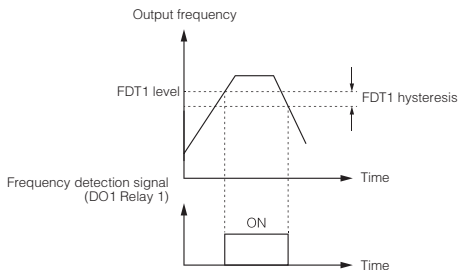 Output frequency
FDT1 level
FDT1 hysteresis
Time
Frequency detection signal
(DO1 Relay 1)
ON
Time